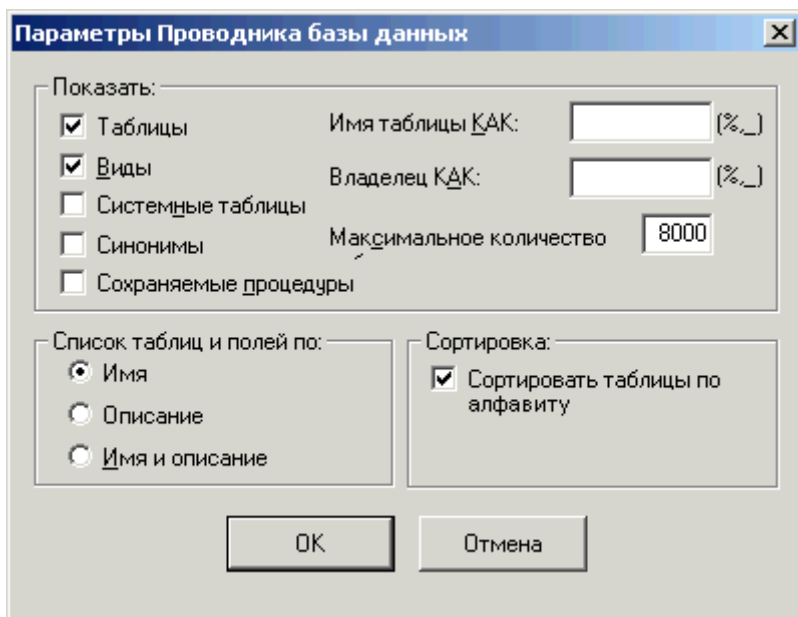 Параметры Проводника базы данных
Показать:
Таблицы
Имя таблицы КАК:
(%,_)
Виды
Владелец КАК:
(%,_)
Системные таблицы
Синонимы
Максимальное количество
8000
Сохраняемые процедуры
Список таблиц и полей по:
Имя
Описание
Имя и описание
Сортировка:
Сортировать таблицы по
алфавиту
OK
Отмена